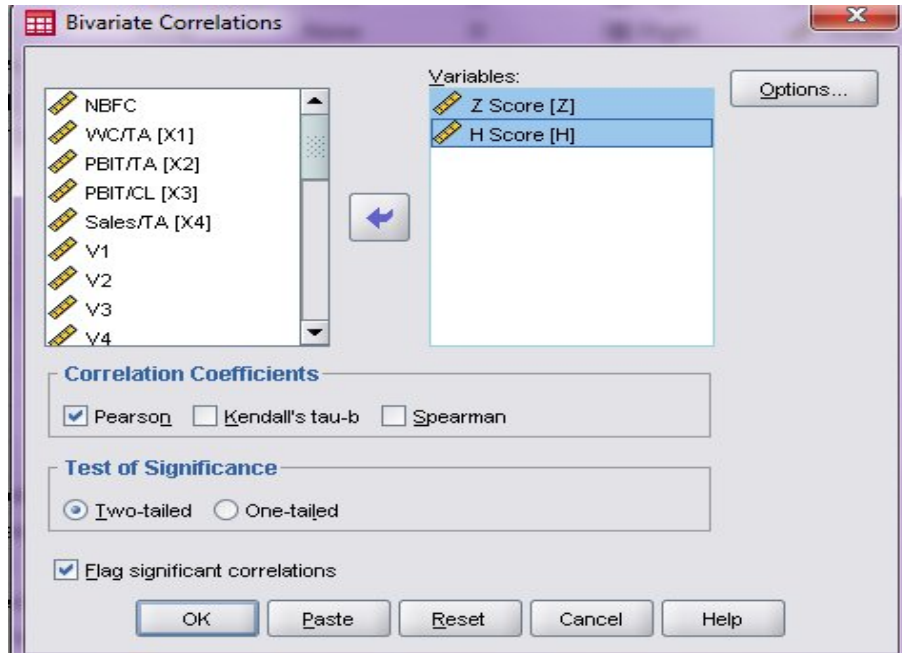 Bivariate Correlations
NBFC
WC/TA [X1]
PBIT/TA [X2]
PBIT/CL [X3]
Sales/TA [X4]
V1
V2
V3
V4
Variables:
Z Score [Z]
H Score [H]
Options...
Correlation Coefficients
Pearson Kendall's tau-b Spearman
Test of Significance
Two-tailed One-tailed
Flag significant correlations
OK Paste Reset Cancel Help